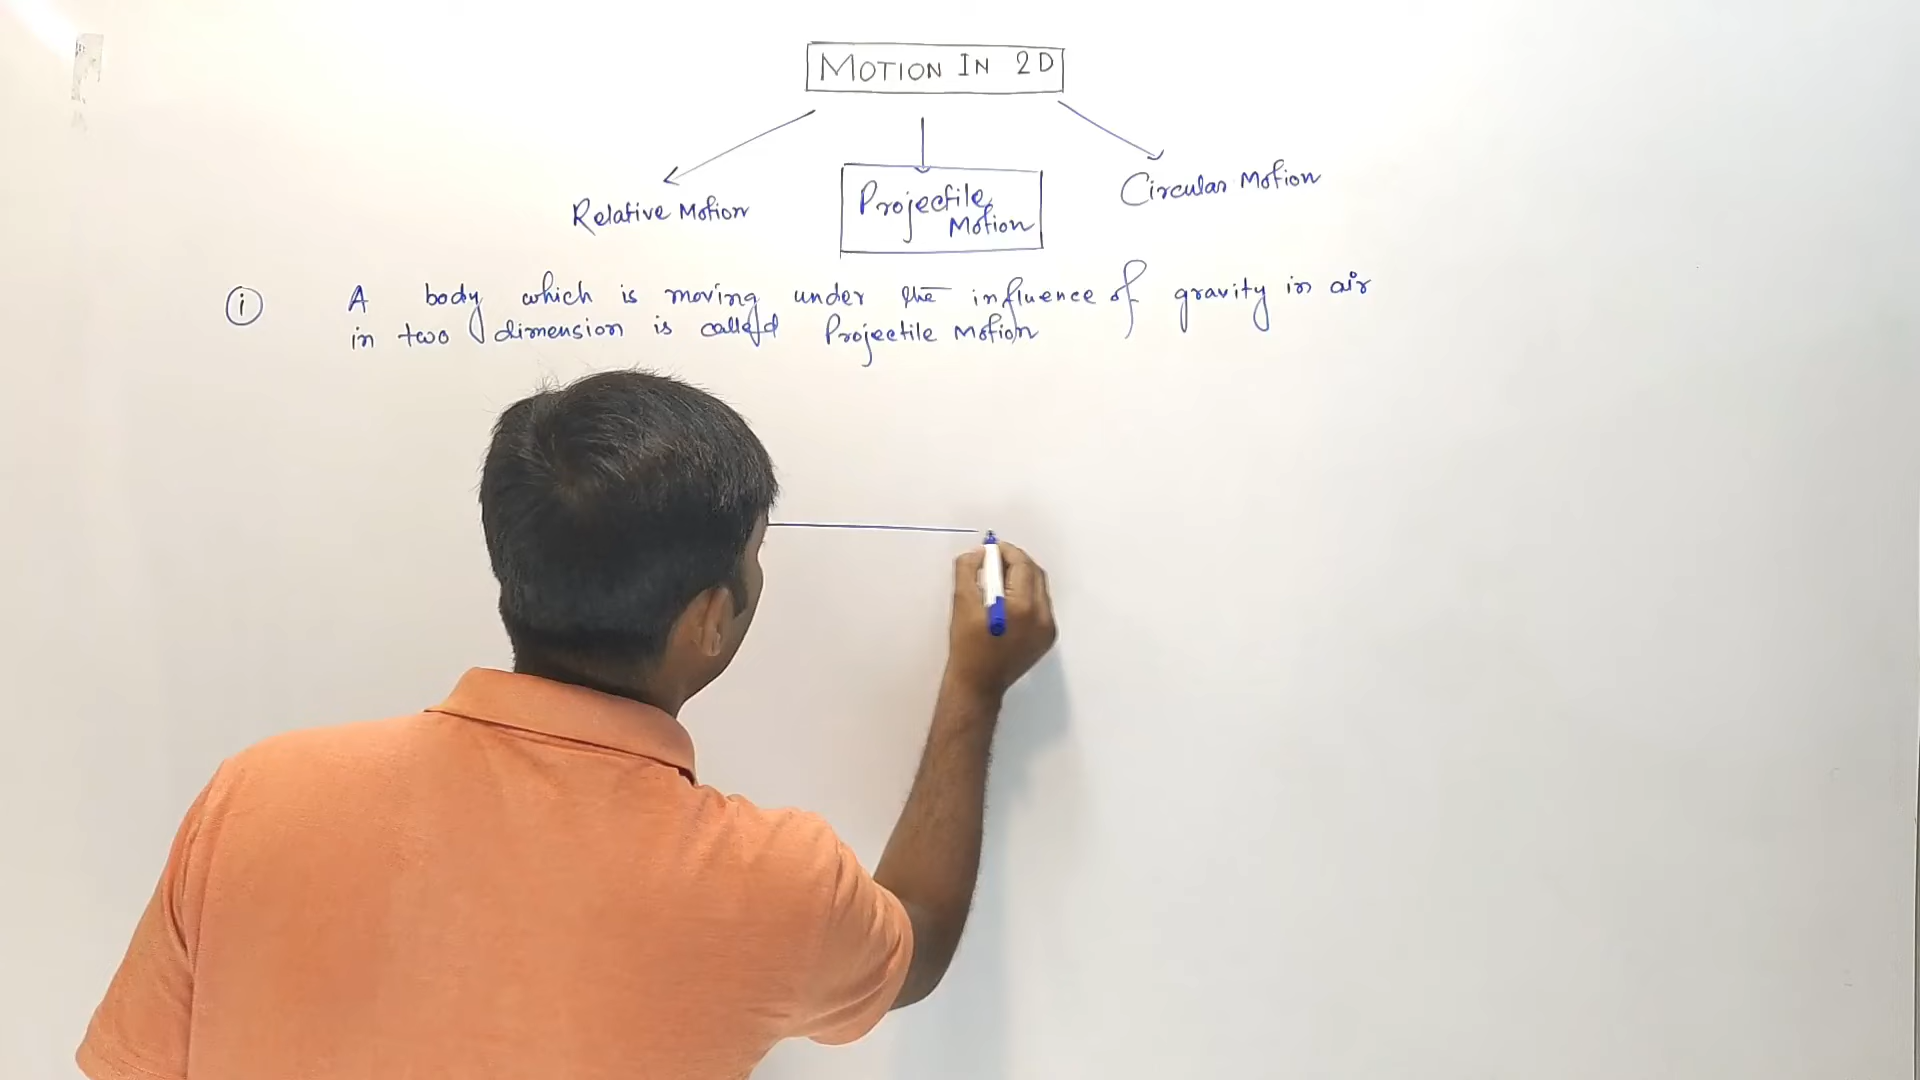 MOTION IN 2D
Relative Motion
Projectile
Motion
Circular Motion
i A body which is moving under the influence of gravity in air
in two dimension is called Projectile Motion